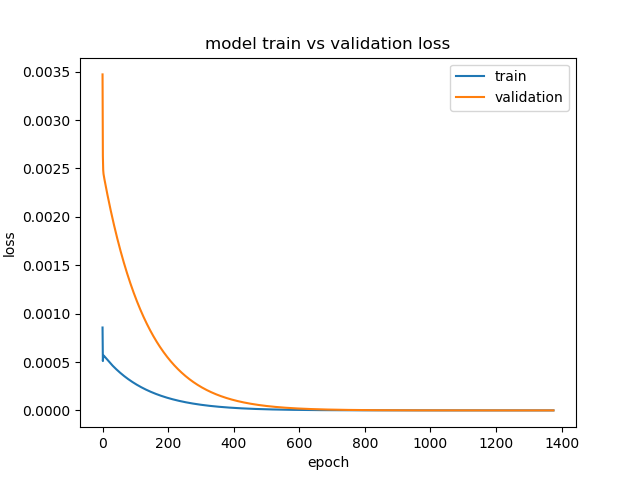 model train vs validation loss
train
validation
0.0035
0.0030
0.0025
0.0020
0.0015
0.0010
0.0005
0.0000
loss
0 200 400 600 800 1000 1200 1400
epoch